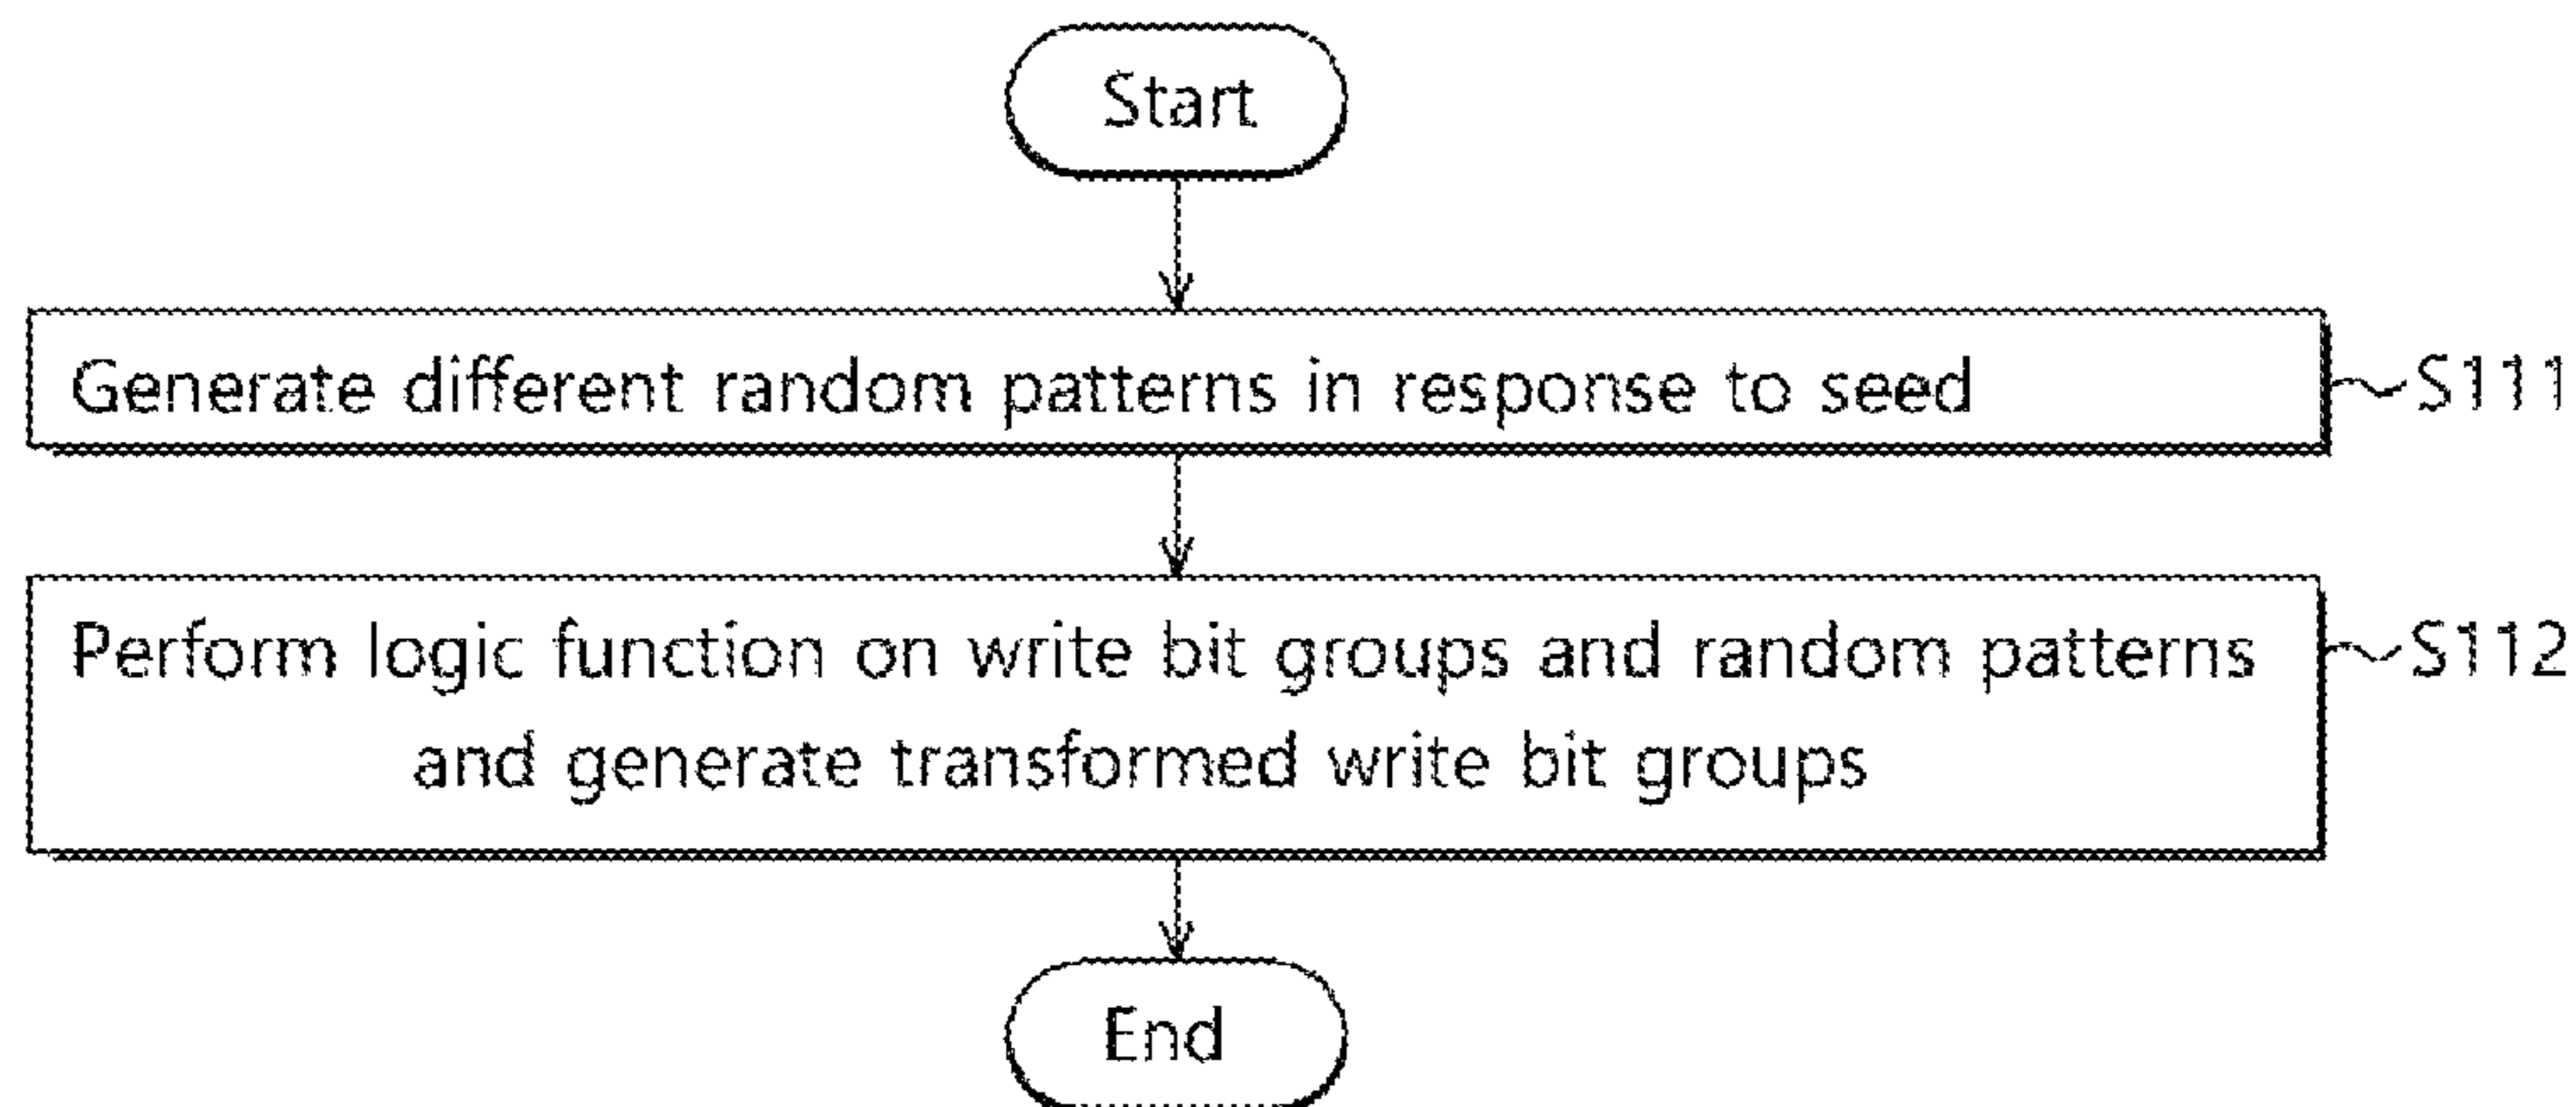 Start
Generate different random patterns in response to seed
S111
Perform logic function on write bit groups and random patterns
S112
and generate transformed write bit groups
End